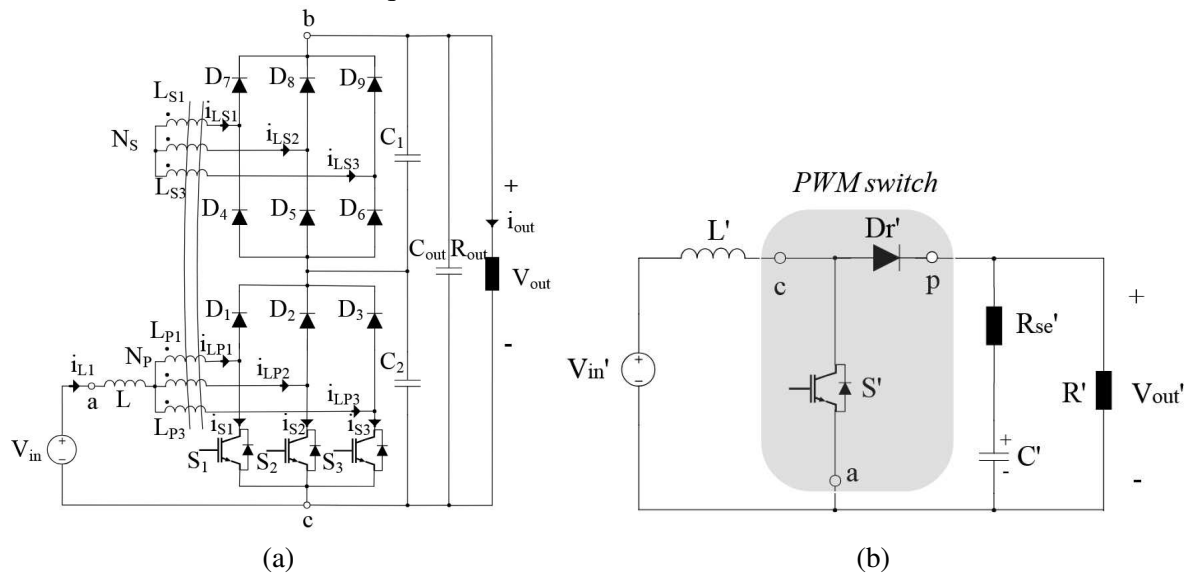 b
D7 D8 D9
LS1
iLS1
NS
iLS2
C1
LS3
iLS3
+
iout
D4 D5 D6
Cout Rout
Vout
-
D1 D2 D3
LP1
NP
iLP1
C2
iL1
iLP2
a
L
iLP3
LP3
iS1 iS2 iS3
Vin
+
-
S1 S2 S3
c
(a)
PWM switch
L'
Dr'
c
p
+
Rse'
Vin'
+
-
S'
R'
Vout'
+
C'
-
a
-
(b)